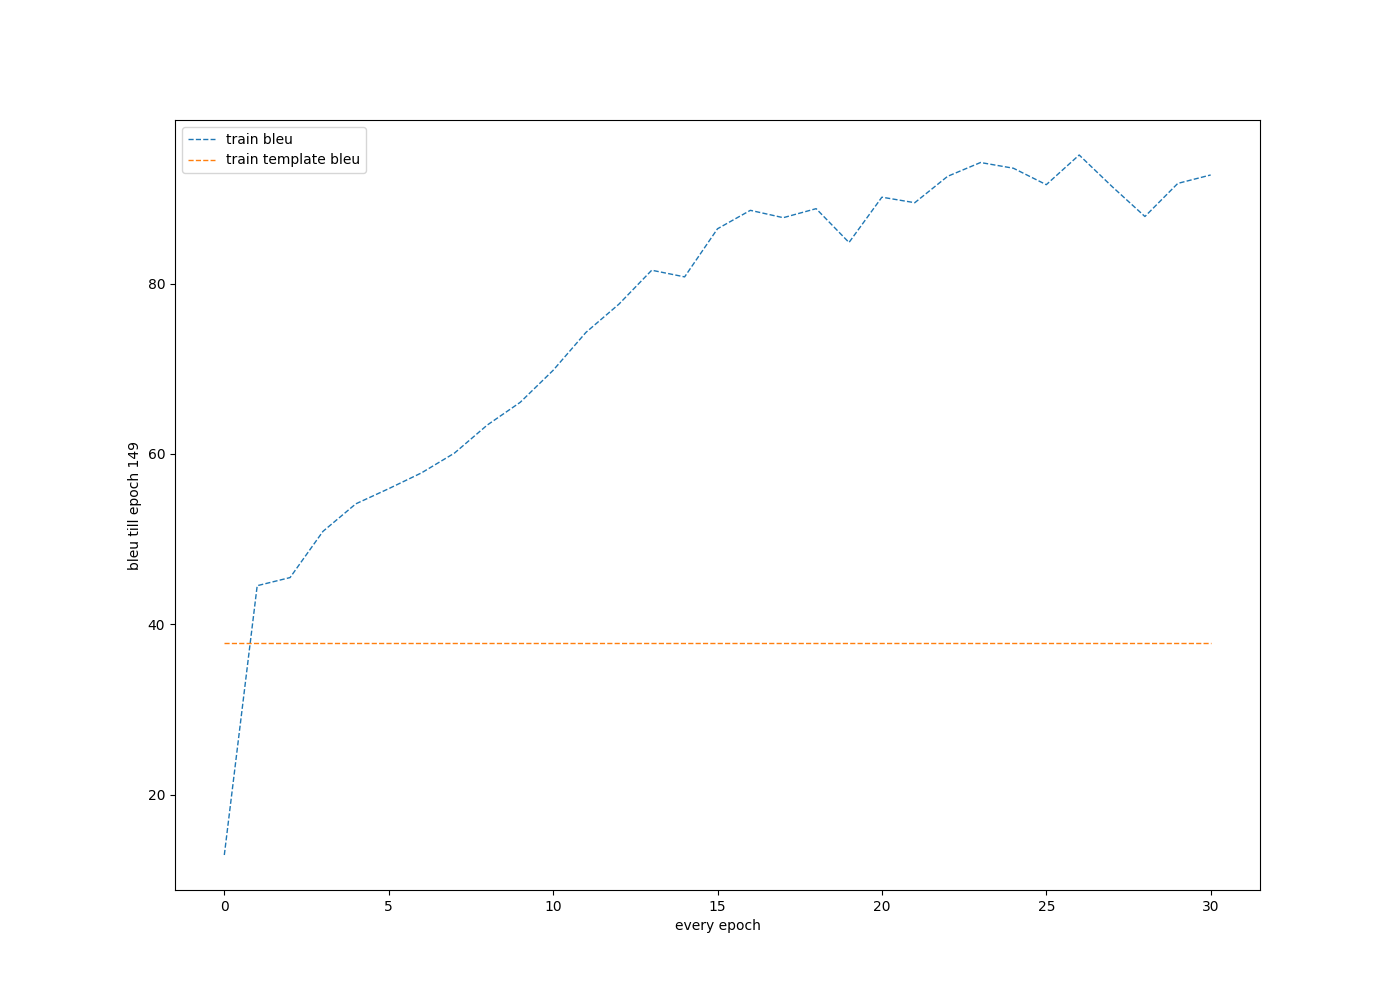 train bleu
train template bleu
80
60
40
20
bleu till epoch 149
0 5 10 15 20 25 30
every epoch